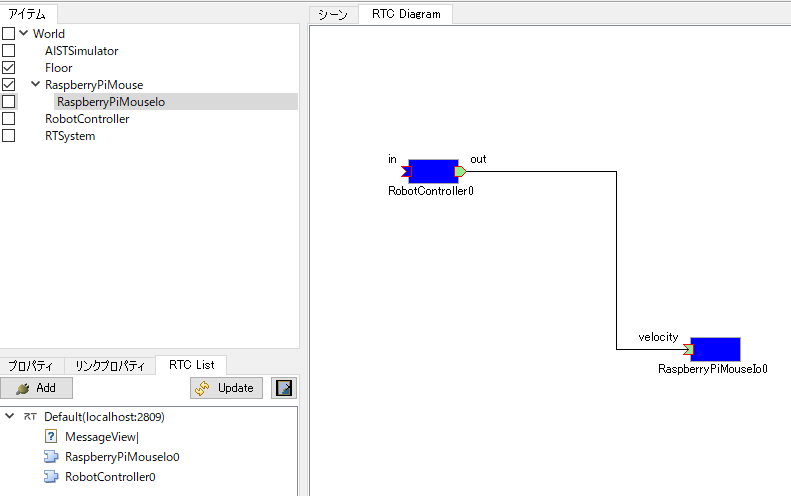 アイテム
World
AISTSimulator
Floor
RaspberryPiMouse
RaspberryPiMouseIo
RobotController
RTSystem
プロパティ リンクプロパティ RTC List
Add Update
RT Default(localhost:2809)
MessageView|
RaspberryPiMouseIo0
RobotController0
シーン RTC Diagram
in out
RobotController0
velocity
RaspberryPiMouseIo0